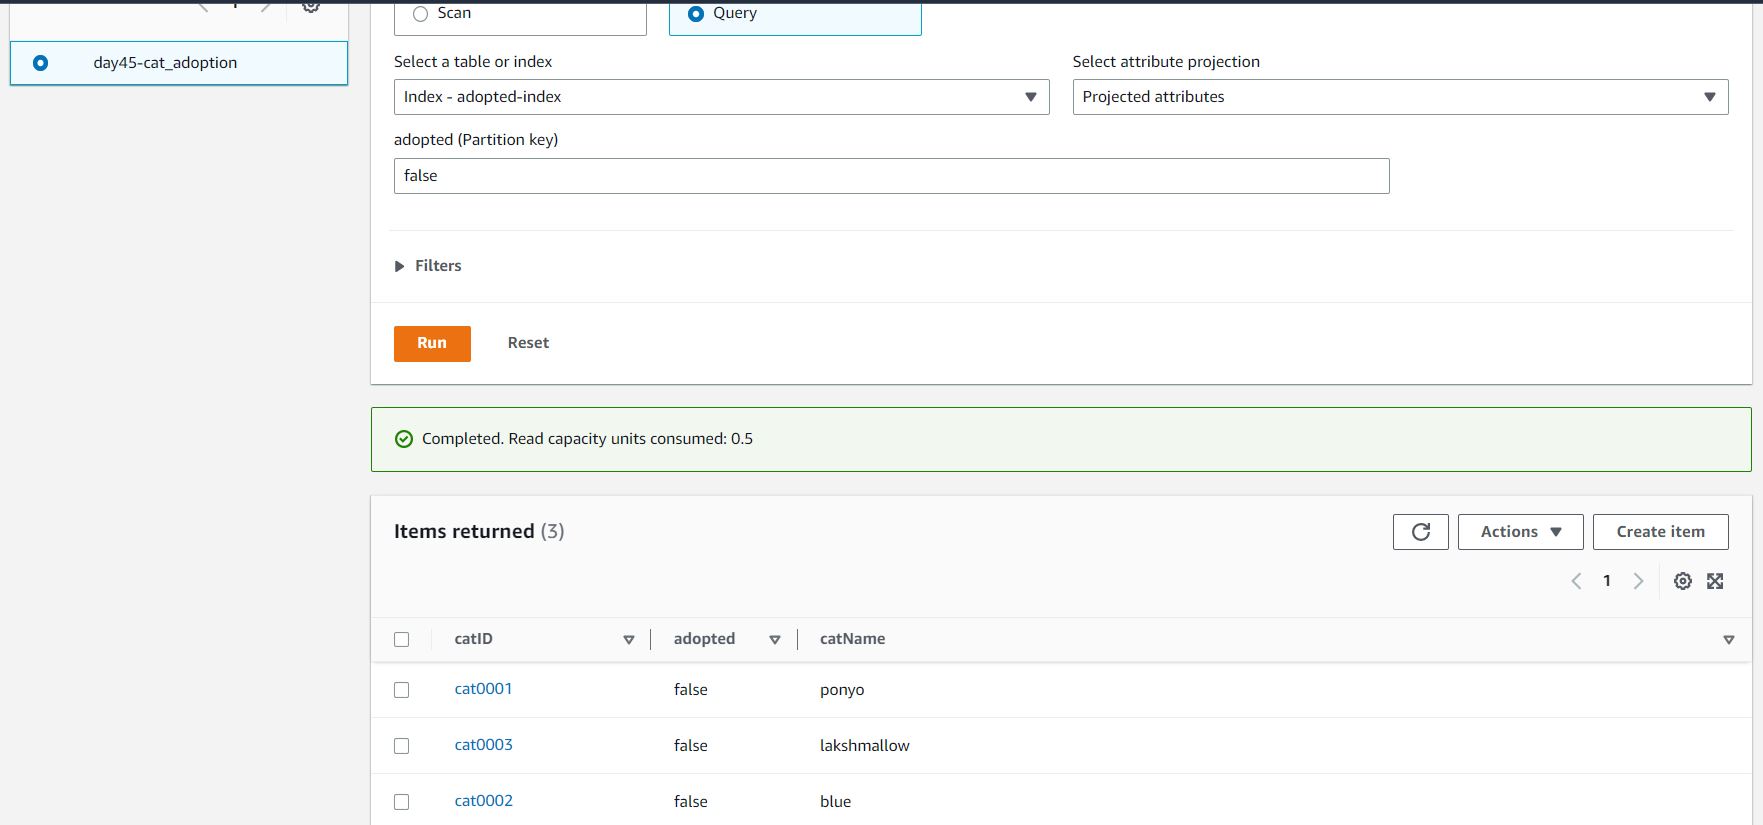 Scan
Query
day45-cat_adoption
Select a table or index
Select attribute projection
Index - adopted-index
Projected attributes
adopted (Partition key)
false
Filters
Run
Reset
Completed. Read capacity units consumed: 0.5
Items returned (3)
Actions
Create item
1
catID
adopted
catName
cat0001
false
ponyo
cat0003
false
lakshmallow
cat0002
false
blue